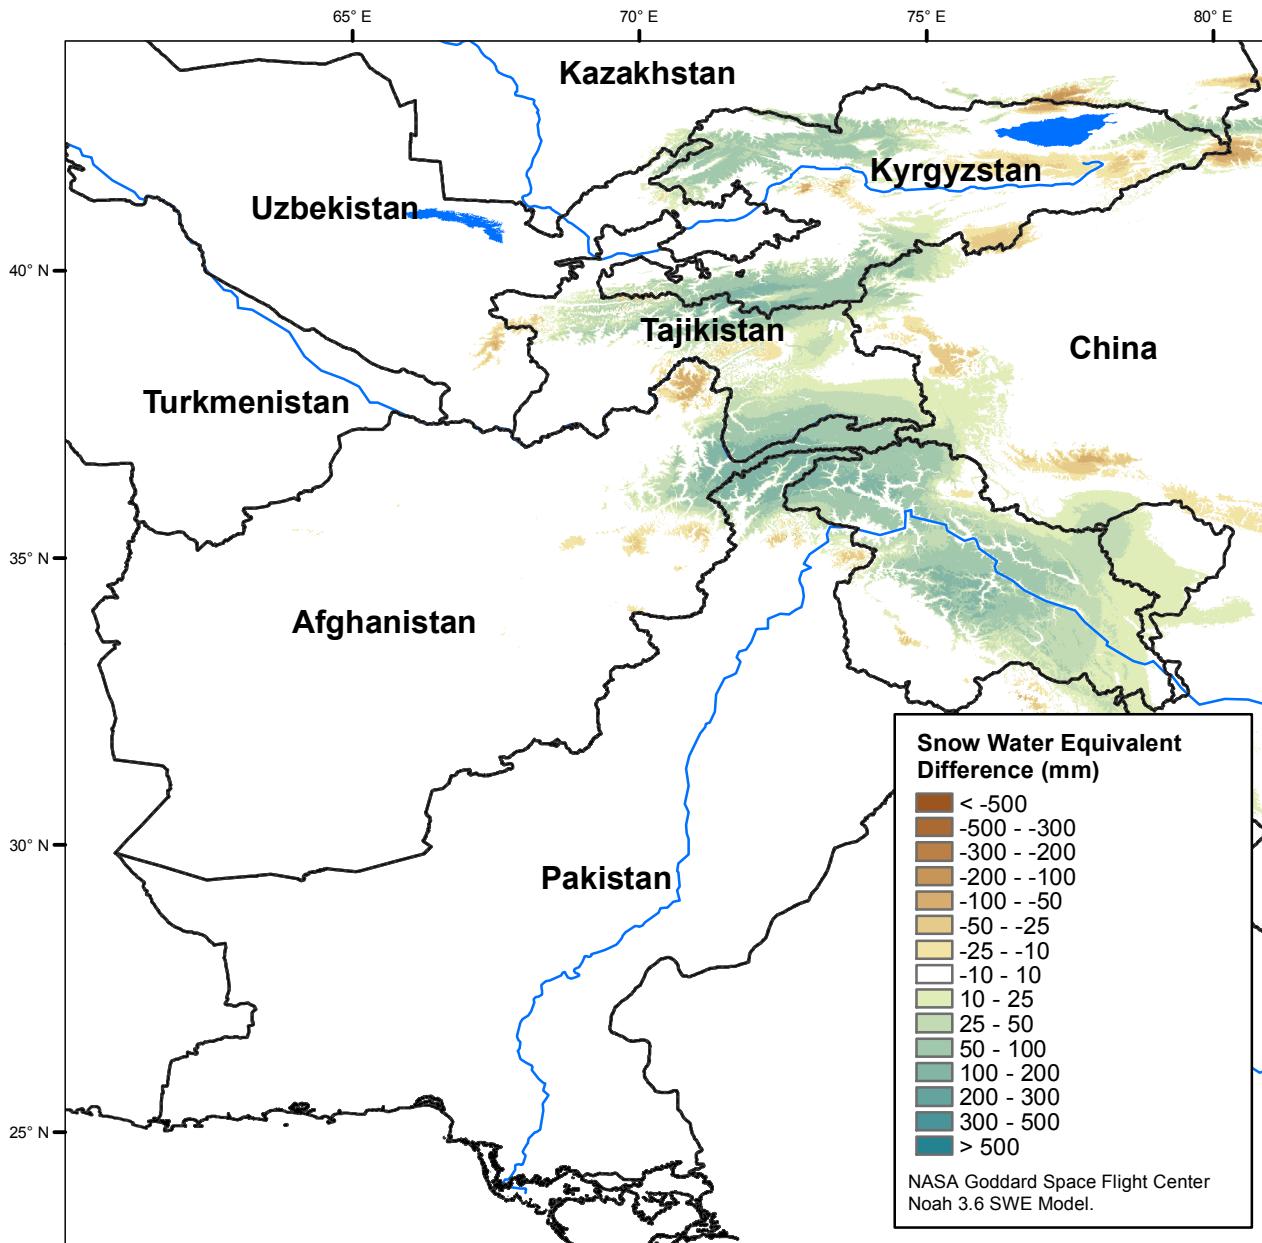 65° E
70° E
75° E
80° E
Kazakhstan
Kyrgyzstan
Uzbekistan
40° N
Tajikistan
China
Turkmenistan
35° N
Afghanistan
Snow Water Equivalent
Difference (mm)
< -500
-500 - -300
-300 - -200
-200 - -100
-100 - -50
-50 - -25
-25 - -10
-10 - 10
10 - 25
25 - 50
50 - 100
100 - 200
200 - 300
300 - 500
> 500
NASA Goddard Space Flight Center
Noah 3.6 SWE Model.
30° N
Pakistan
25° N